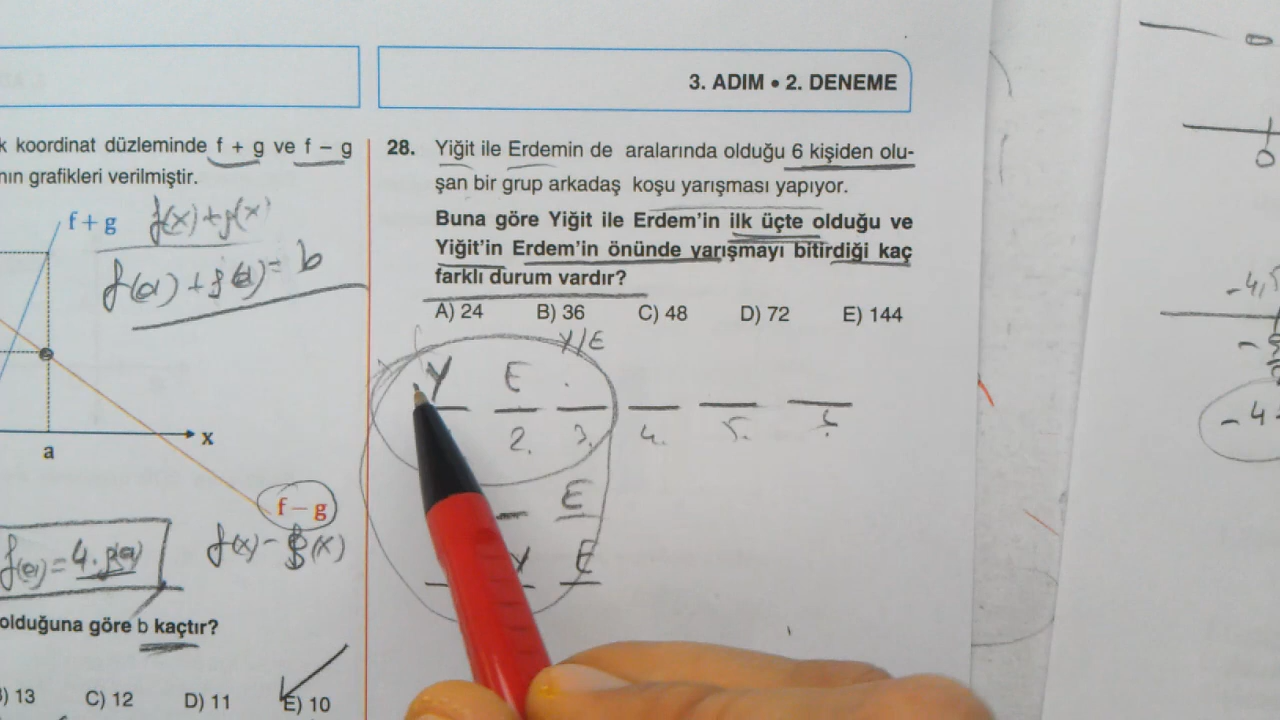 3. ADIM • 2. DENEME
k koordinat düzleminde f + g ve f – g
nın grafikleri verilmiştir.
f + g
f(x)+g(x)
f(a)+g(a)=b
x
a
f – g
f(a)=4.g(a)
f(x)-g(x)
olduğuna göre b kaçtır?
) 13 C) 12 D) 11 E) 10
28. Yiğit ile Erdemin de aralarında olduğu 6 kişiden olu-
şan bir grup arkadaş koşu yarışması yapıyor.
Buna göre Yiğit ile Erdem'in ilk üçte olduğu ve
Yiğit'in Erdem'in önünde yarışmayı bitirdiği kaç
farklı durum vardır?
A) 24 B) 36 C) 48 D) 72 E) 144
Y/E
Y E
2. 3. 4. 5.
E
Y E